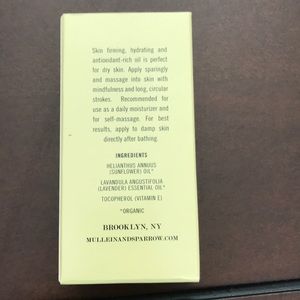 Skin firming, hydrating and
antioxidant-rich oil is perfect
for dry skin. Apply sparingly
and massage into skin with
mindfulness and long, circular
strokes. Recommended for
use as a daily moisturizer and
for self-massage. For best
results, apply to damp skin
directly after bathing.
INGREDIENTS
HELIANTHUS ANNUUS
(SUNFLOWER) OIL*
LAVANDULA ANGUSTIFOLIA
(LAVENDER) ESSENTIAL OIL*
TOCOPHEROL (VITAMIN E)
*ORGANIC
BROOKLYN, NY
MULLEINANDSPARROW.COM